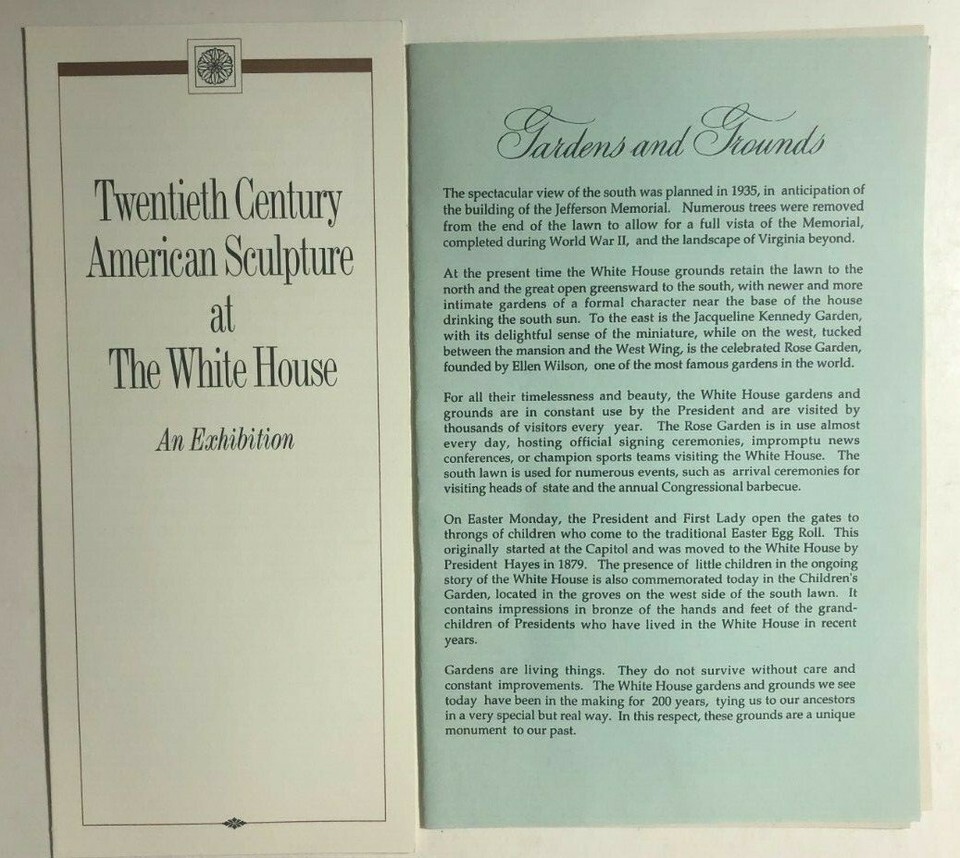 Twentieth Century
American Sculpture
at
The White House
An Exhibition
Gardens and Grounds
The spectacular view of the south was planned in 1935, in anticipation of
the building of the Jefferson Memorial. Numerous trees were removed
from the end of the lawn to allow for a full vista of the Memorial,
completed during World War II, and the landscape of Virginia beyond.
At the present time the White House grounds retain the lawn to the
north and the great open greensward to the south, with newer and more
intimate gardens of a formal character near the base of the house
drinking the south sun. To the east is the Jacqueline Kennedy Garden,
with its delightful sense of the miniature, while on the west, tucked
between the mansion and the West Wing, is the celebrated Rose Garden,
founded by Ellen Wilson, one of the most famous gardens in the world.
For all their timelessness and beauty, the White House gardens and
grounds are in constant use by the President and are visited by
thousands of visitors every year. The Rose Garden is in use almost
every day, hosting official signing ceremonies, impromptu news
conferences, or champion sports teams visiting the White House. The
south lawn is used for numerous events, such as arrival ceremonies for
visiting heads of state and the annual Congressional barbecue.
On Easter Monday, the President and First Lady open the gates to
throngs of children who come to the traditional Easter Egg Roll. This
originally started at the Capitol and was moved to the White House by
President Hayes in 1879. The presence of little children in the ongoing
story of the White House is also commemorated today in the Children's
Garden, located in the groves on the west side of the south lawn. It
contains impressions in bronze of the hands and feet of the grand-
children of Presidents who have lived in the White House in recent
years.
Gardens are living things. They do not survive without care and
constant improvements. The White House gardens and grounds we see
today have been in the making for 200 years, tying us to our ancestors
in a very special but real way. In this respect, these grounds are a unique
monument to our past.